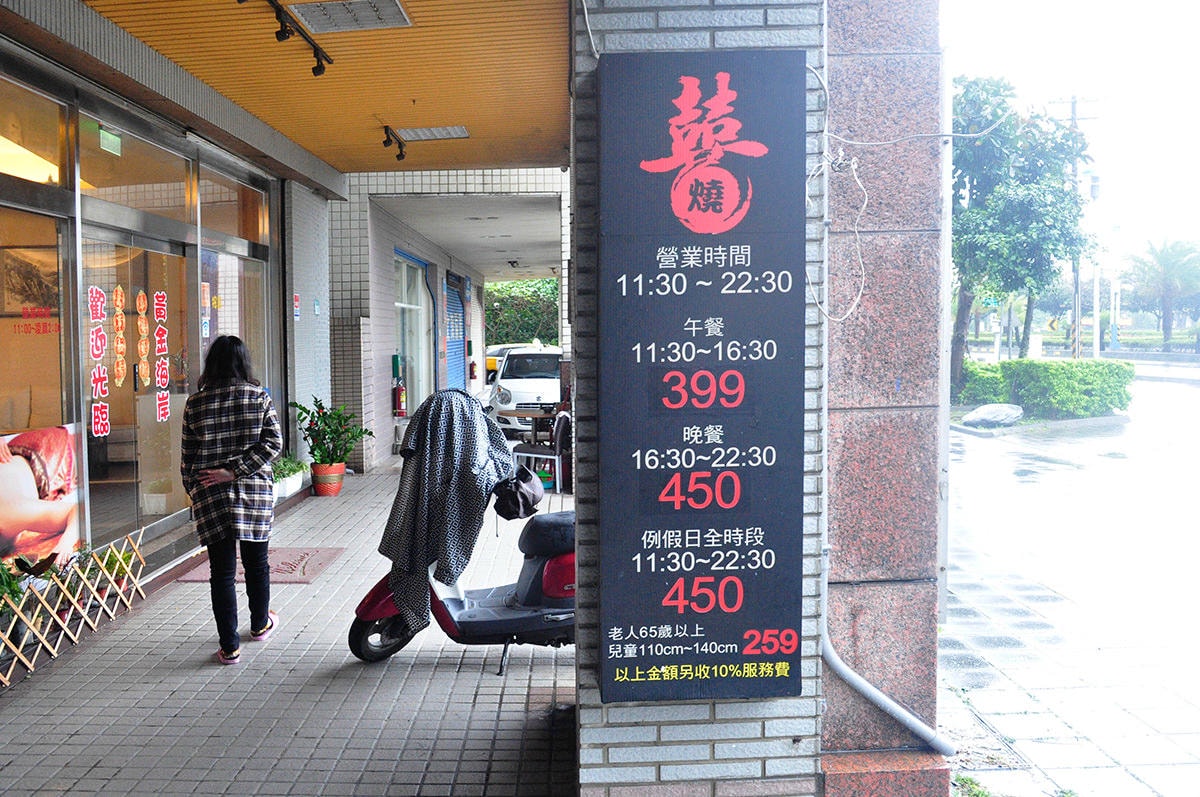 囍
燒
營業時間
11:30 ~ 22:30
午餐
11:30~16:30
399
晚餐
16:30~22:30
450
例假日全時段
11:30~22:30
450
老人65歲以上
兒童110cm~140cm 259
以上金額另收10%服務費
歡迎光臨
黃金海岸